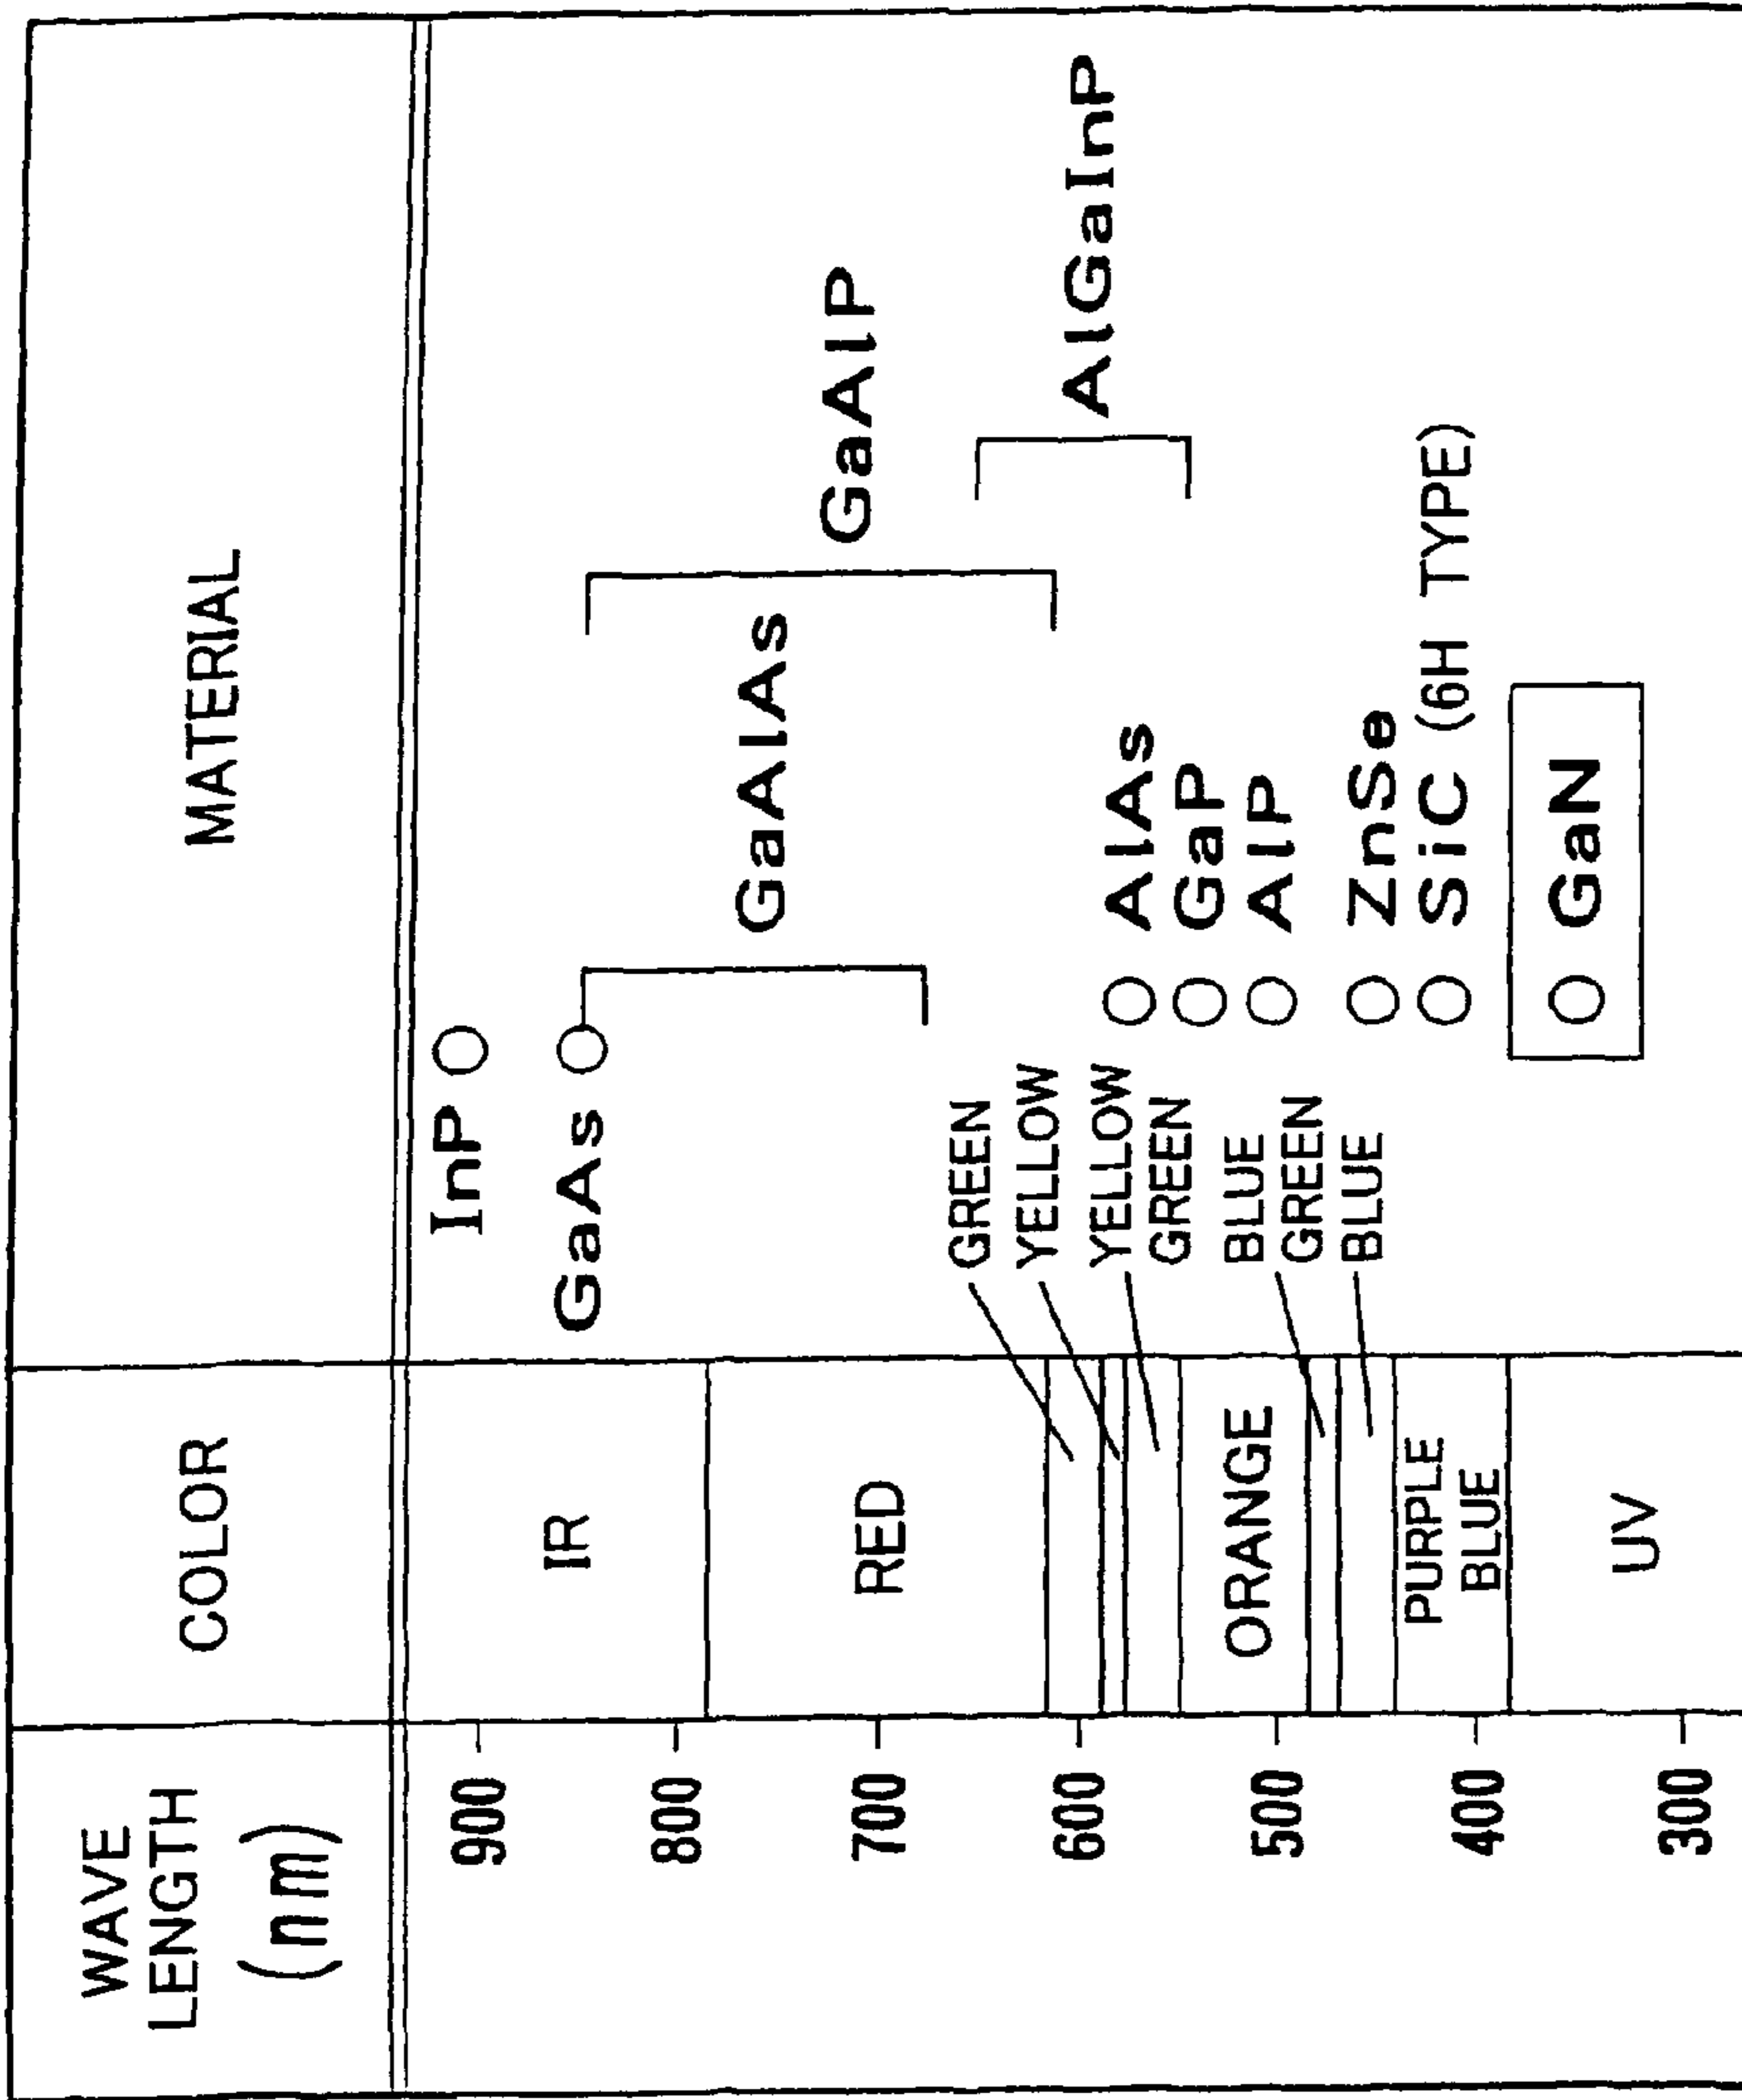 WAVE
LENGTH
(nm)
COLOR
MATERIAL
900
800
700
600
500
400
300
IR
RED
ORANGE
PURPLE
BLUE
UV
GREEN
YELLOW
YELLOW
GREEN
BLUE
GREEN
BLUE
InP
GaAs
GaAlAs
GaAlP
AlGaInP
AlAs
GaP
AlP
ZnSe
SiC (6H TYPE)
GaN